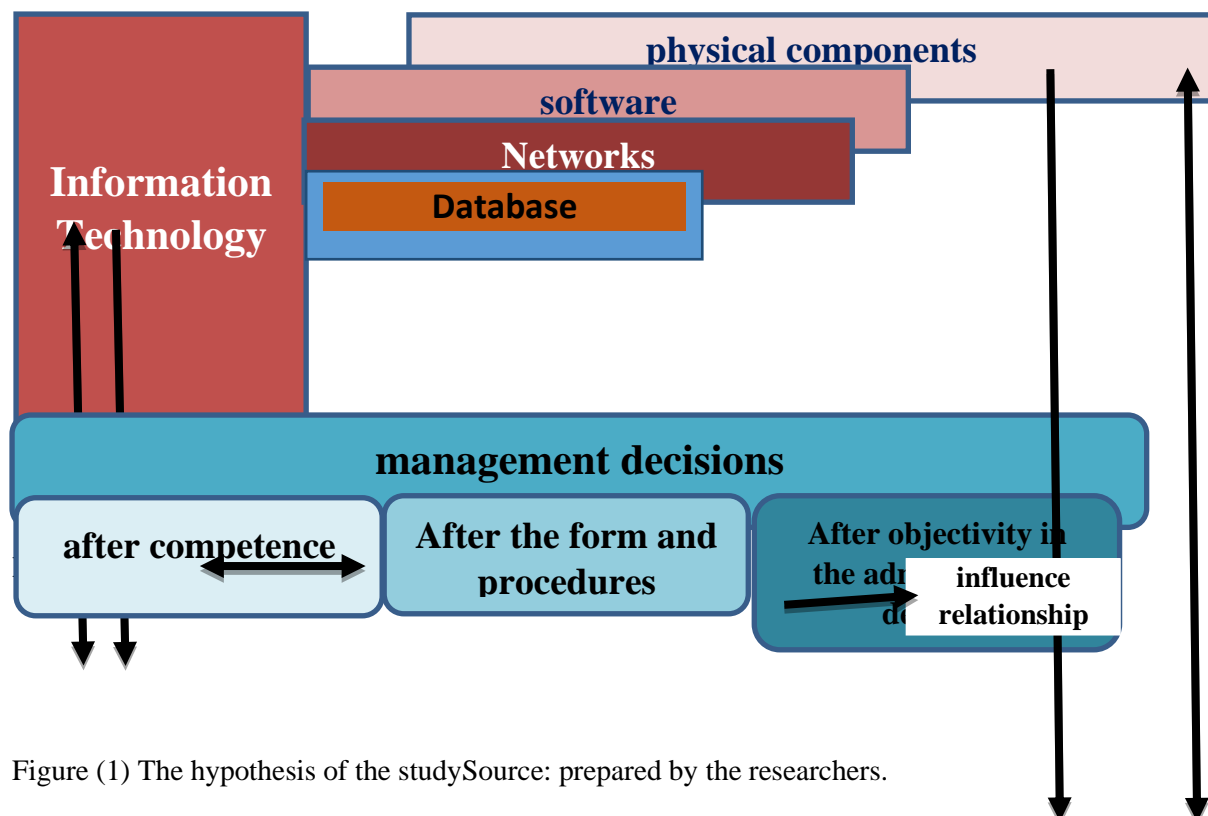 physical components
software
Networks
Database
Information
Technology
management decisions
after competence
After the form and
procedures
After objectivity in
the
influence
relationship
Figure (1) The hypothesis of the studySource: prepared by the researchers.